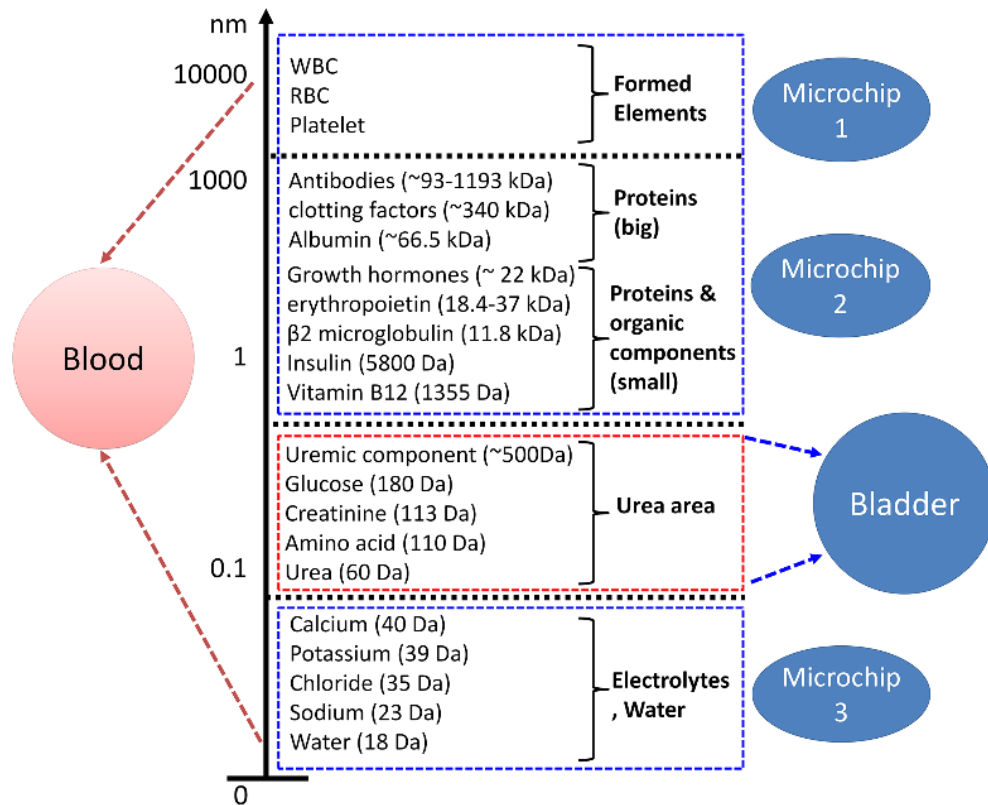 nm
10000
1000
1
0.1
0
Blood
WBC
RBC
Platelet
Formed
Elements
Microchip
1
Antibodies (~93-1193 kDa)
clotting factors (~340 kDa)
Albumin (~66.5 kDa)
Proteins
(big)
Growth hormones (~ 22 kDa)
erythropoietin (18.4-37 kDa)
β2 microglobulin (11.8 kDa)
Insulin (5800 Da)
Vitamin B12 (1355 Da)
Proteins &
organic
components
(small)
Microchip
2
Uremic component (~500Da)
Glucose (180 Da)
Creatinine (113 Da)
Amino acid (110 Da)
Urea (60 Da)
Urea area
Bladder
Calcium (40 Da)
Potassium (39 Da)
Chloride (35 Da)
Sodium (23 Da)
Water (18 Da)
Electrolytes
, Water
Microchip
3